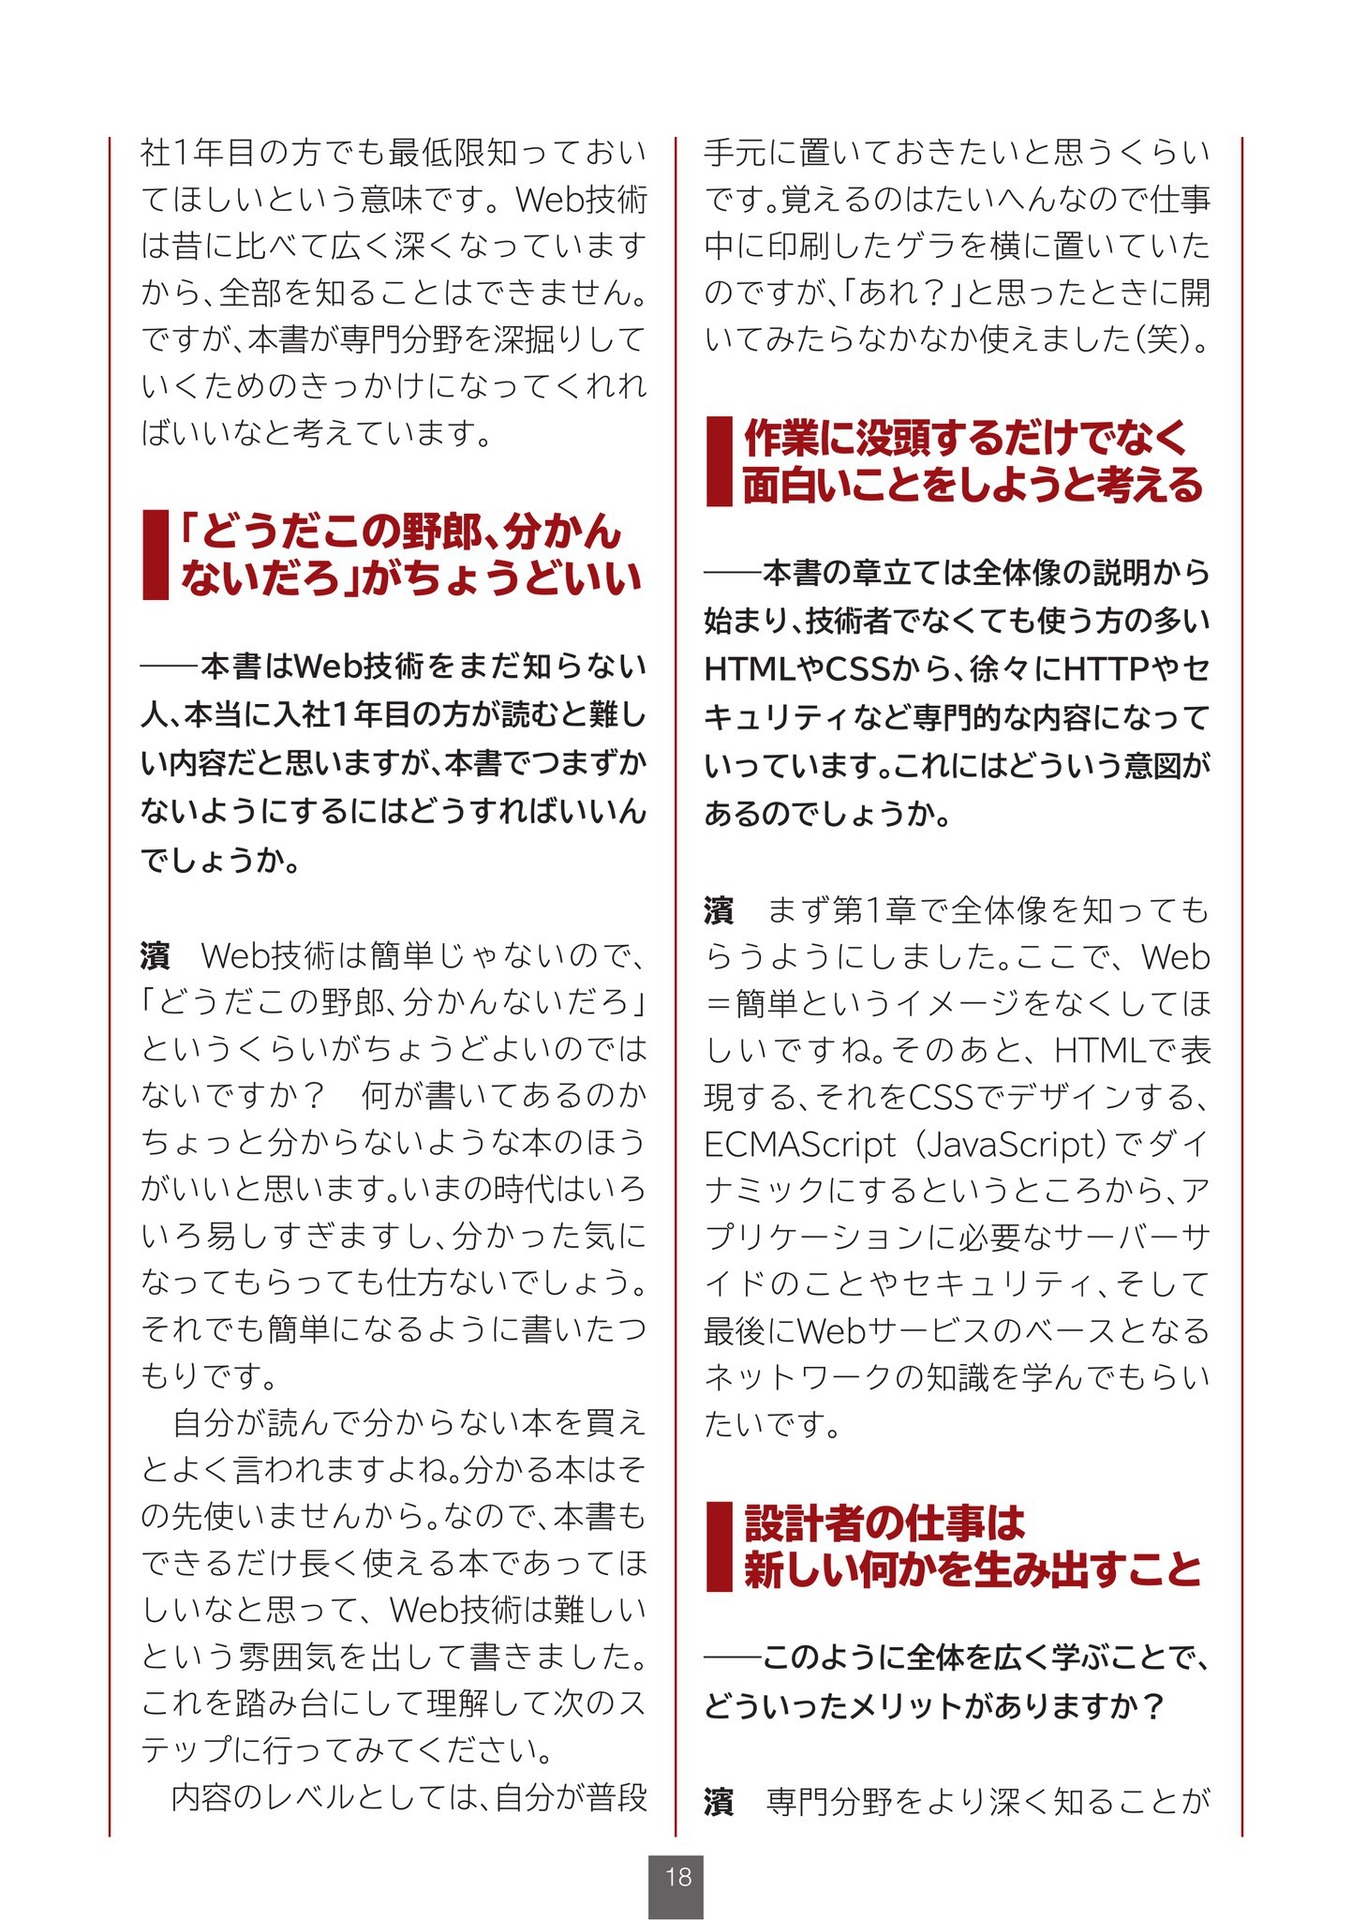 社1年目の方でも最低限知っておい
てほしいという意味です。Web技術
は昔に比べて広く深くなっています
から、全部を知ることはできません。
ですが、本書が専門分野を深掘りして
いくためのきっかけになってくれれ
ばいいなと考えています。
「どうだこの野郎、分かん
ないだろ」がちょうどいい
――本書はWeb技術をまだ知らない
人、本当に入社1年目の方が読むと難し
い内容だと思いますが、本書でつまずか
ないようにするにはどうすればいいん
でしょうか。
濱　Web技術は簡単じゃないので、
「どうだこの野郎、分かんないだろ」
というくらいがちょうどよいのでは
ないですか？　何が書いてあるのか
ちょっと分からないような本のほう
がいいと思います。いまの時代はいろ
いろ易しすぎますし、分かった気に
なってもらっても仕方ないでしょう。
それでも簡単になるように書いたつ
もりです。
　自分が読んで分からない本を買え
とよく言われますよね。分かる本はそ
の先使いませんから。なので、本書も
できるだけ長く使える本であってほ
しいなと思って、Web技術は難しい
という雰囲気を出して書きました。
これを踏み台にして理解して次のス
テップに行ってみてください。
　内容のレベルとしては、自分が普段
手元に置いておきたいと思うくらい
です。覚えるのはたいへんなので仕事
中に印刷したゲラを横に置いていた
のですが、「あれ？」と思ったときに開
いてみたらなかなか使えました（笑）。
作業に没頭するだけでなく
面白いことをしようと考える
――本書の章立ては全体像の説明から
始まり、技術者でなくても使う方の多い
HTMLやCSSから、徐々にHTTPやセ
キュリティなど専門的な内容になって
いっています。これにはどういう意図が
あるのでしょうか。
濱　まず第1章で全体像を知っても
らうようにしました。ここで、Web
＝簡単というイメージをなくしてほ
しいですね。そのあと、HTMLで表
現する、それをCSSでデザインする、
ECMAScript（JavaScript）でダイ
ナミックにするというところから、ア
プリケーションに必要なサーバーサ
イドのことやセキュリティ、そして
最後にWebサービスのベースとなる
ネットワークの知識を学んでもらい
たいです。
設計者の仕事は
新しい何かを生み出すこと
――このように全体を広く学ぶことで、
どういったメリットがありますか？
濱　専門分野をより深く知ることが
18